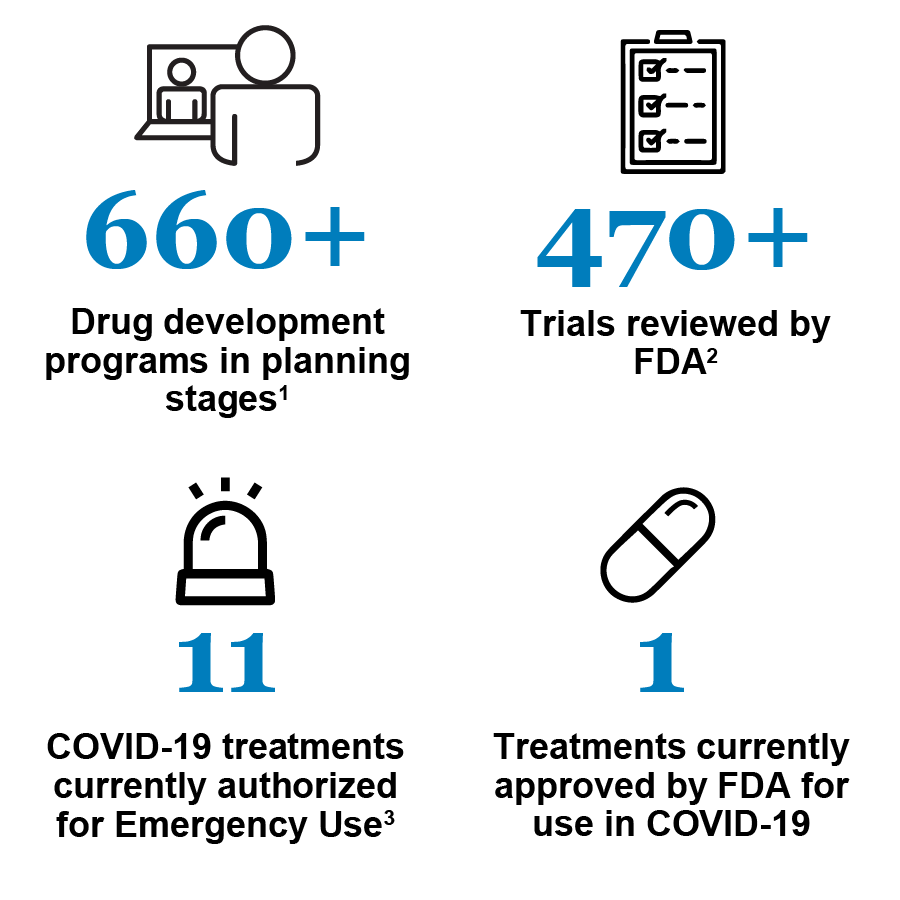 660+
Drug development
programs in planning
stages¹
470+
Trials reviewed by
FDA²
11
COVID-19 treatments
currently authorized
for Emergency Use³
1
Treatments currently
approved by FDA for
use in COVID-19